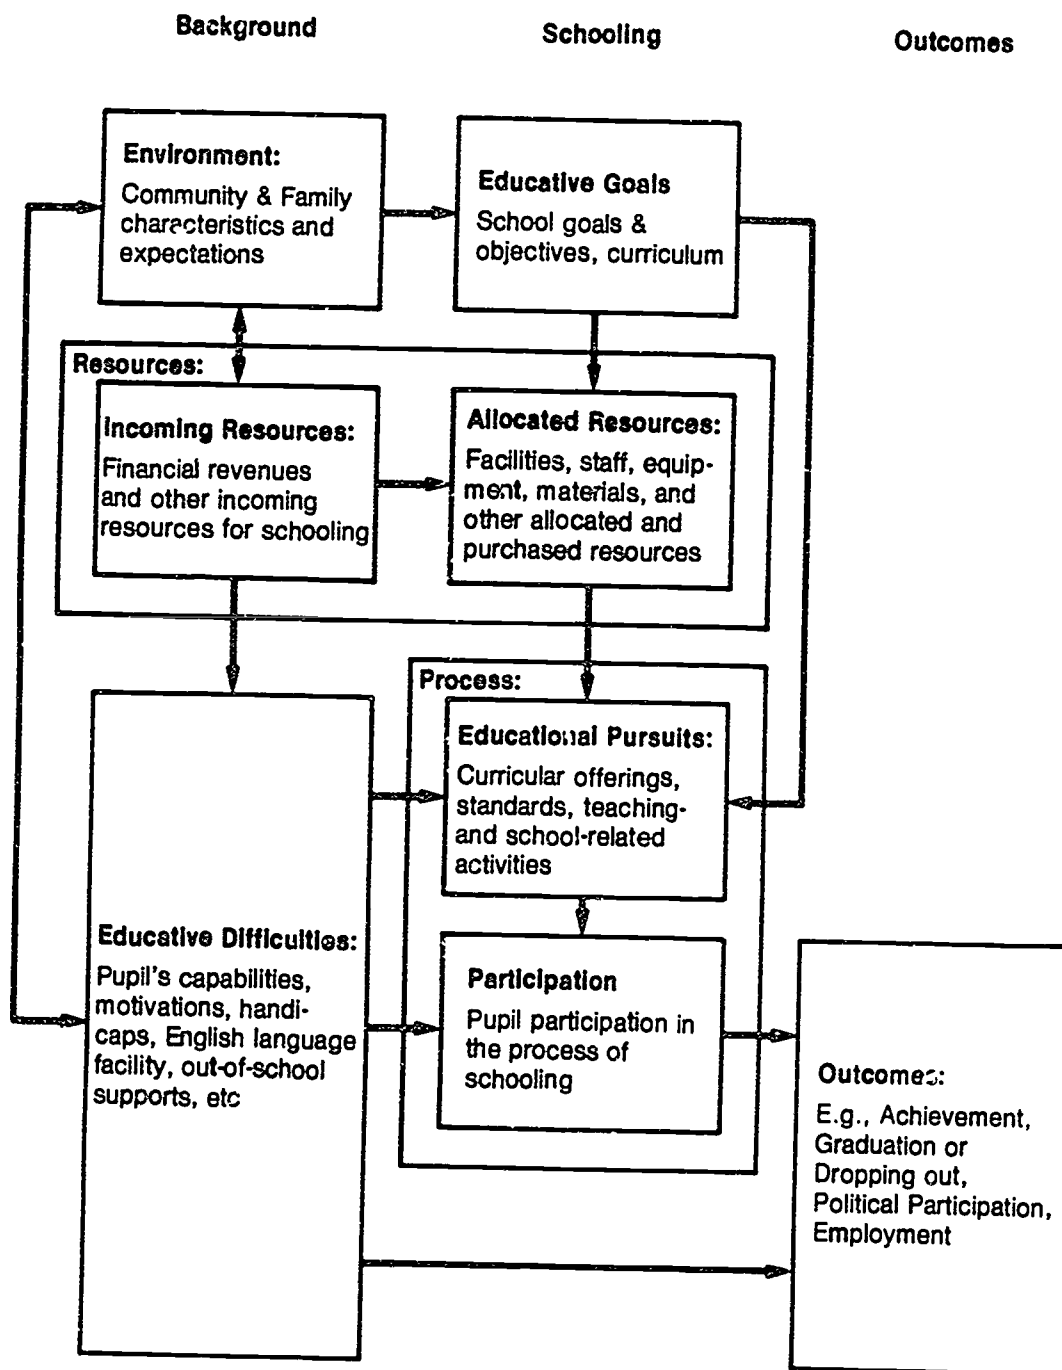 Background
Schooling
Outcomes
Environment:
Community & Family
characteristics and
expectations
Educative Goals
School goals &
objectives, curriculum
Resources:
Incoming Resources:
Financial revenues
and other incoming
resources for schooling
Allocated Resources:
Facilities, staff, equip-
ment, materials, and
other allocated and
purchased resources
Process:
Educational Pursuits:
Curricular offerings,
standards, teaching-
and school-related
activities
Educative Difficulties:
Pupil's capabilities,
motivations, handi-
caps, English language
facility, out-of-school
supports, etc
Participation
Pupil participation in
the process of
schooling
Outcomes:
E.g., Achievement,
Graduation or
Dropping out,
Political Participation,
Employment